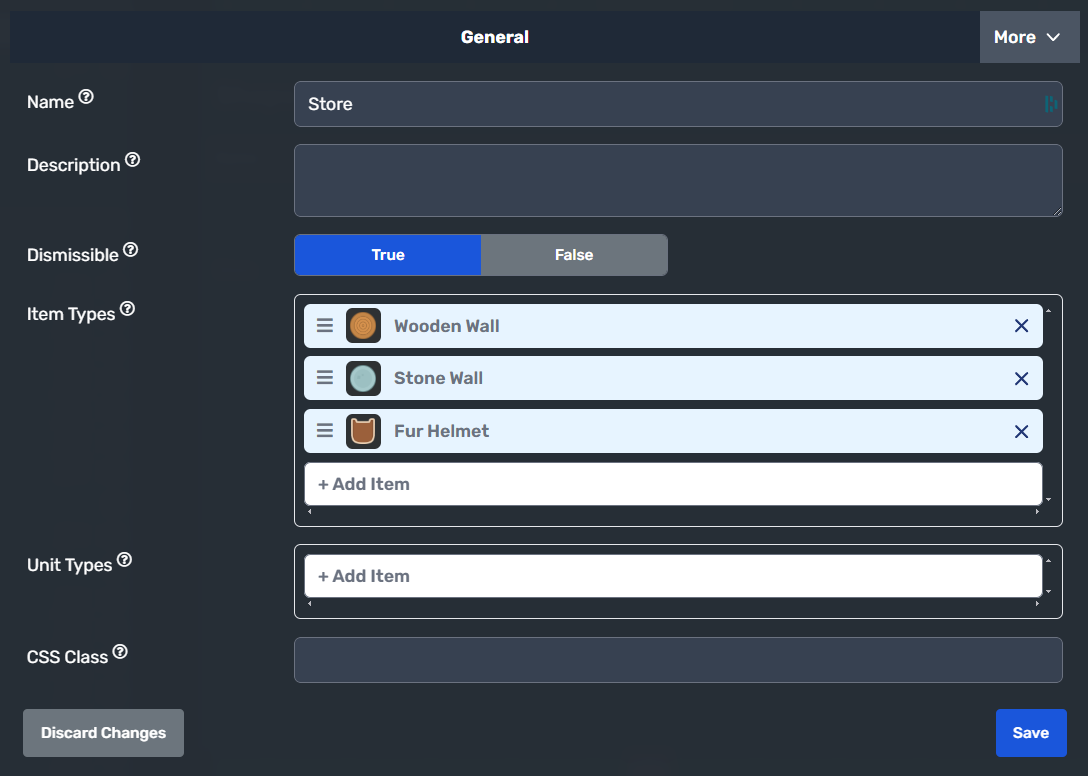 General
More
Name
Store
Description
Dismissible
True
False
Item Types
Wooden Wall
Stone Wall
Fur Helmet
+ Add Item
Unit Types
+ Add Item
CSS Class
Discard Changes
Save